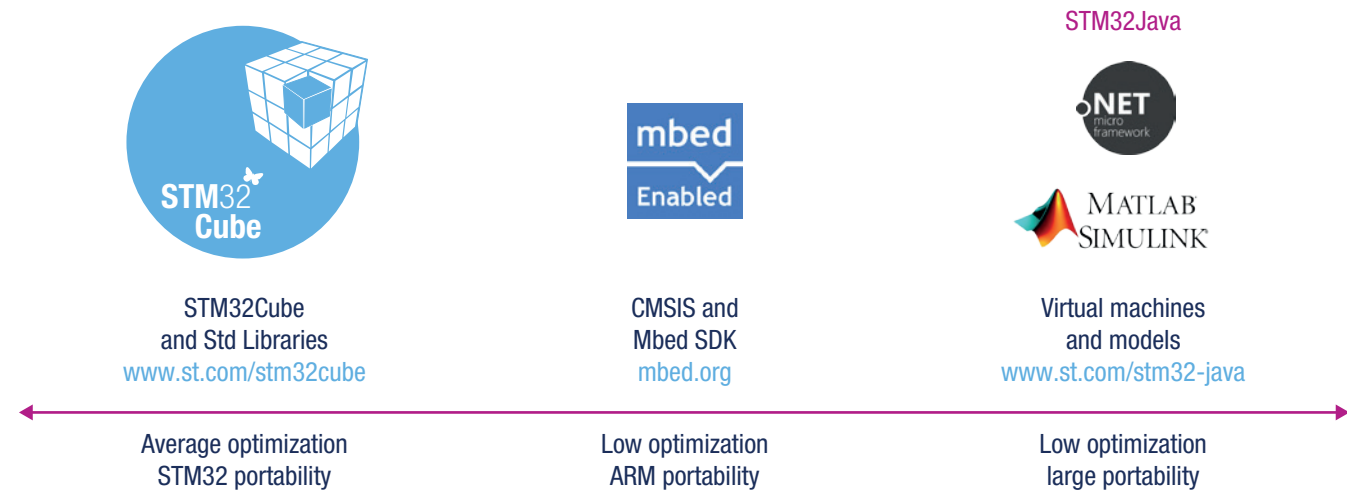 STM32
Cube
STM32Cube
and Std Libraries
www.st.com/stm32cube
Average optimization
STM32 portability
mbed
Enabled
CMSIS and
Mbed SDK
mbed.org
Low optimization
ARM portability
STM32Java
.NET
micro
framework
MATLAB
SIMULINK
Virtual machines
and models
www.st.com/stm32-java
Low optimization
large portability